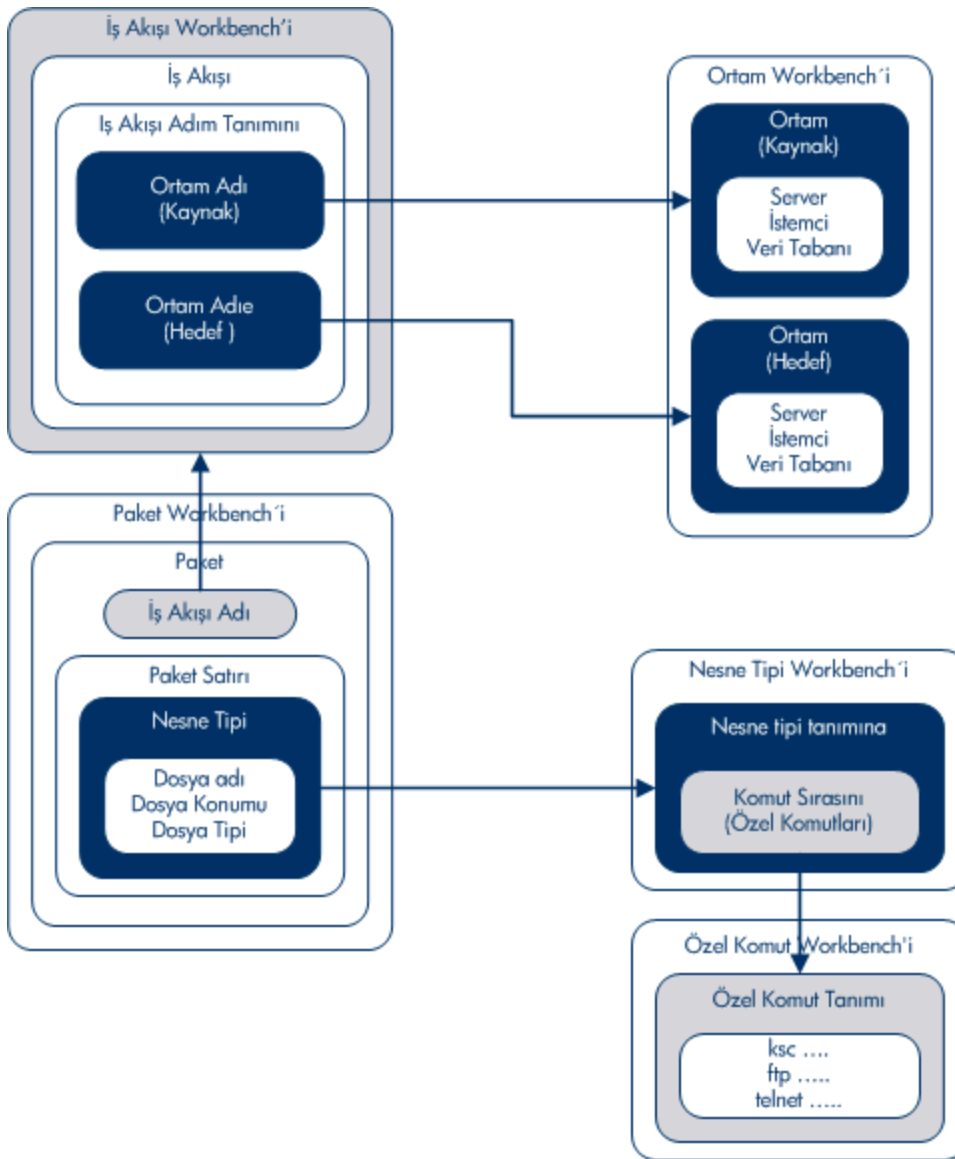 İş Akışı Workbench'i
İş Akışı
Iş Akışı Adım Tanımını
Ortam Adı
(Kaynak)
Ortam Adıe
(Hedef )
Ortam Workbench´i
Ortam
(Kaynak)
Server
İstemci
Veri Tabanı
Ortam
(Hedef)
Server
İstemci
Veri Tabanı
Paket Workbench´i
Paket
İş Akışı Adı
Paket Satırı
Nesne Tipi
Dosya adı
Dosya Konumu
Dosya Tipi
Nesne Tipi Workbench´i
Nesne tipi tanımına
Komut Sırasını
(Özel Komutları)
Özel Komut Workbench'i
Özel Komut Tanımı
ksc ....
ftp .....
telnet .....